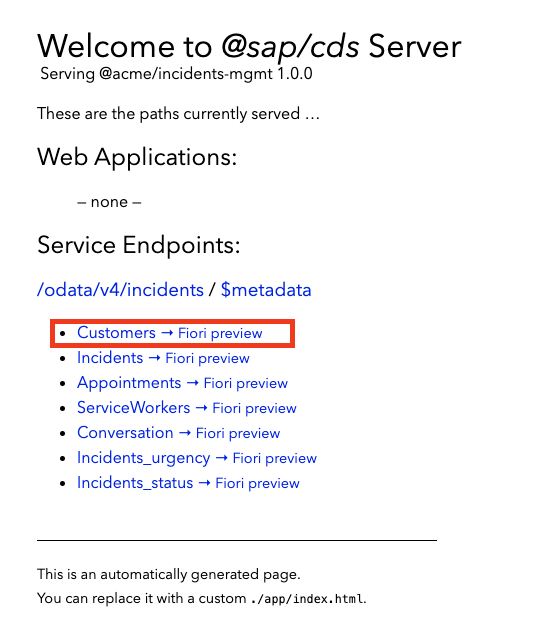 Welcome to @sap/cds Server
Serving @acme/incidents-mgmt 1.0.0
These are the paths currently served …
Web Applications:
— none —
Service Endpoints:
/odata/v4/incidents / $metadata
• Customers → Fiori preview
• Incidents → Fiori preview
• Appointments → Fiori preview
• ServiceWorkers → Fiori preview
• Conversation → Fiori preview
• Incidents_urgency → Fiori preview
• Incidents_status → Fiori preview
This is an automatically generated page.
You can replace it with a custom ./app/index.html.